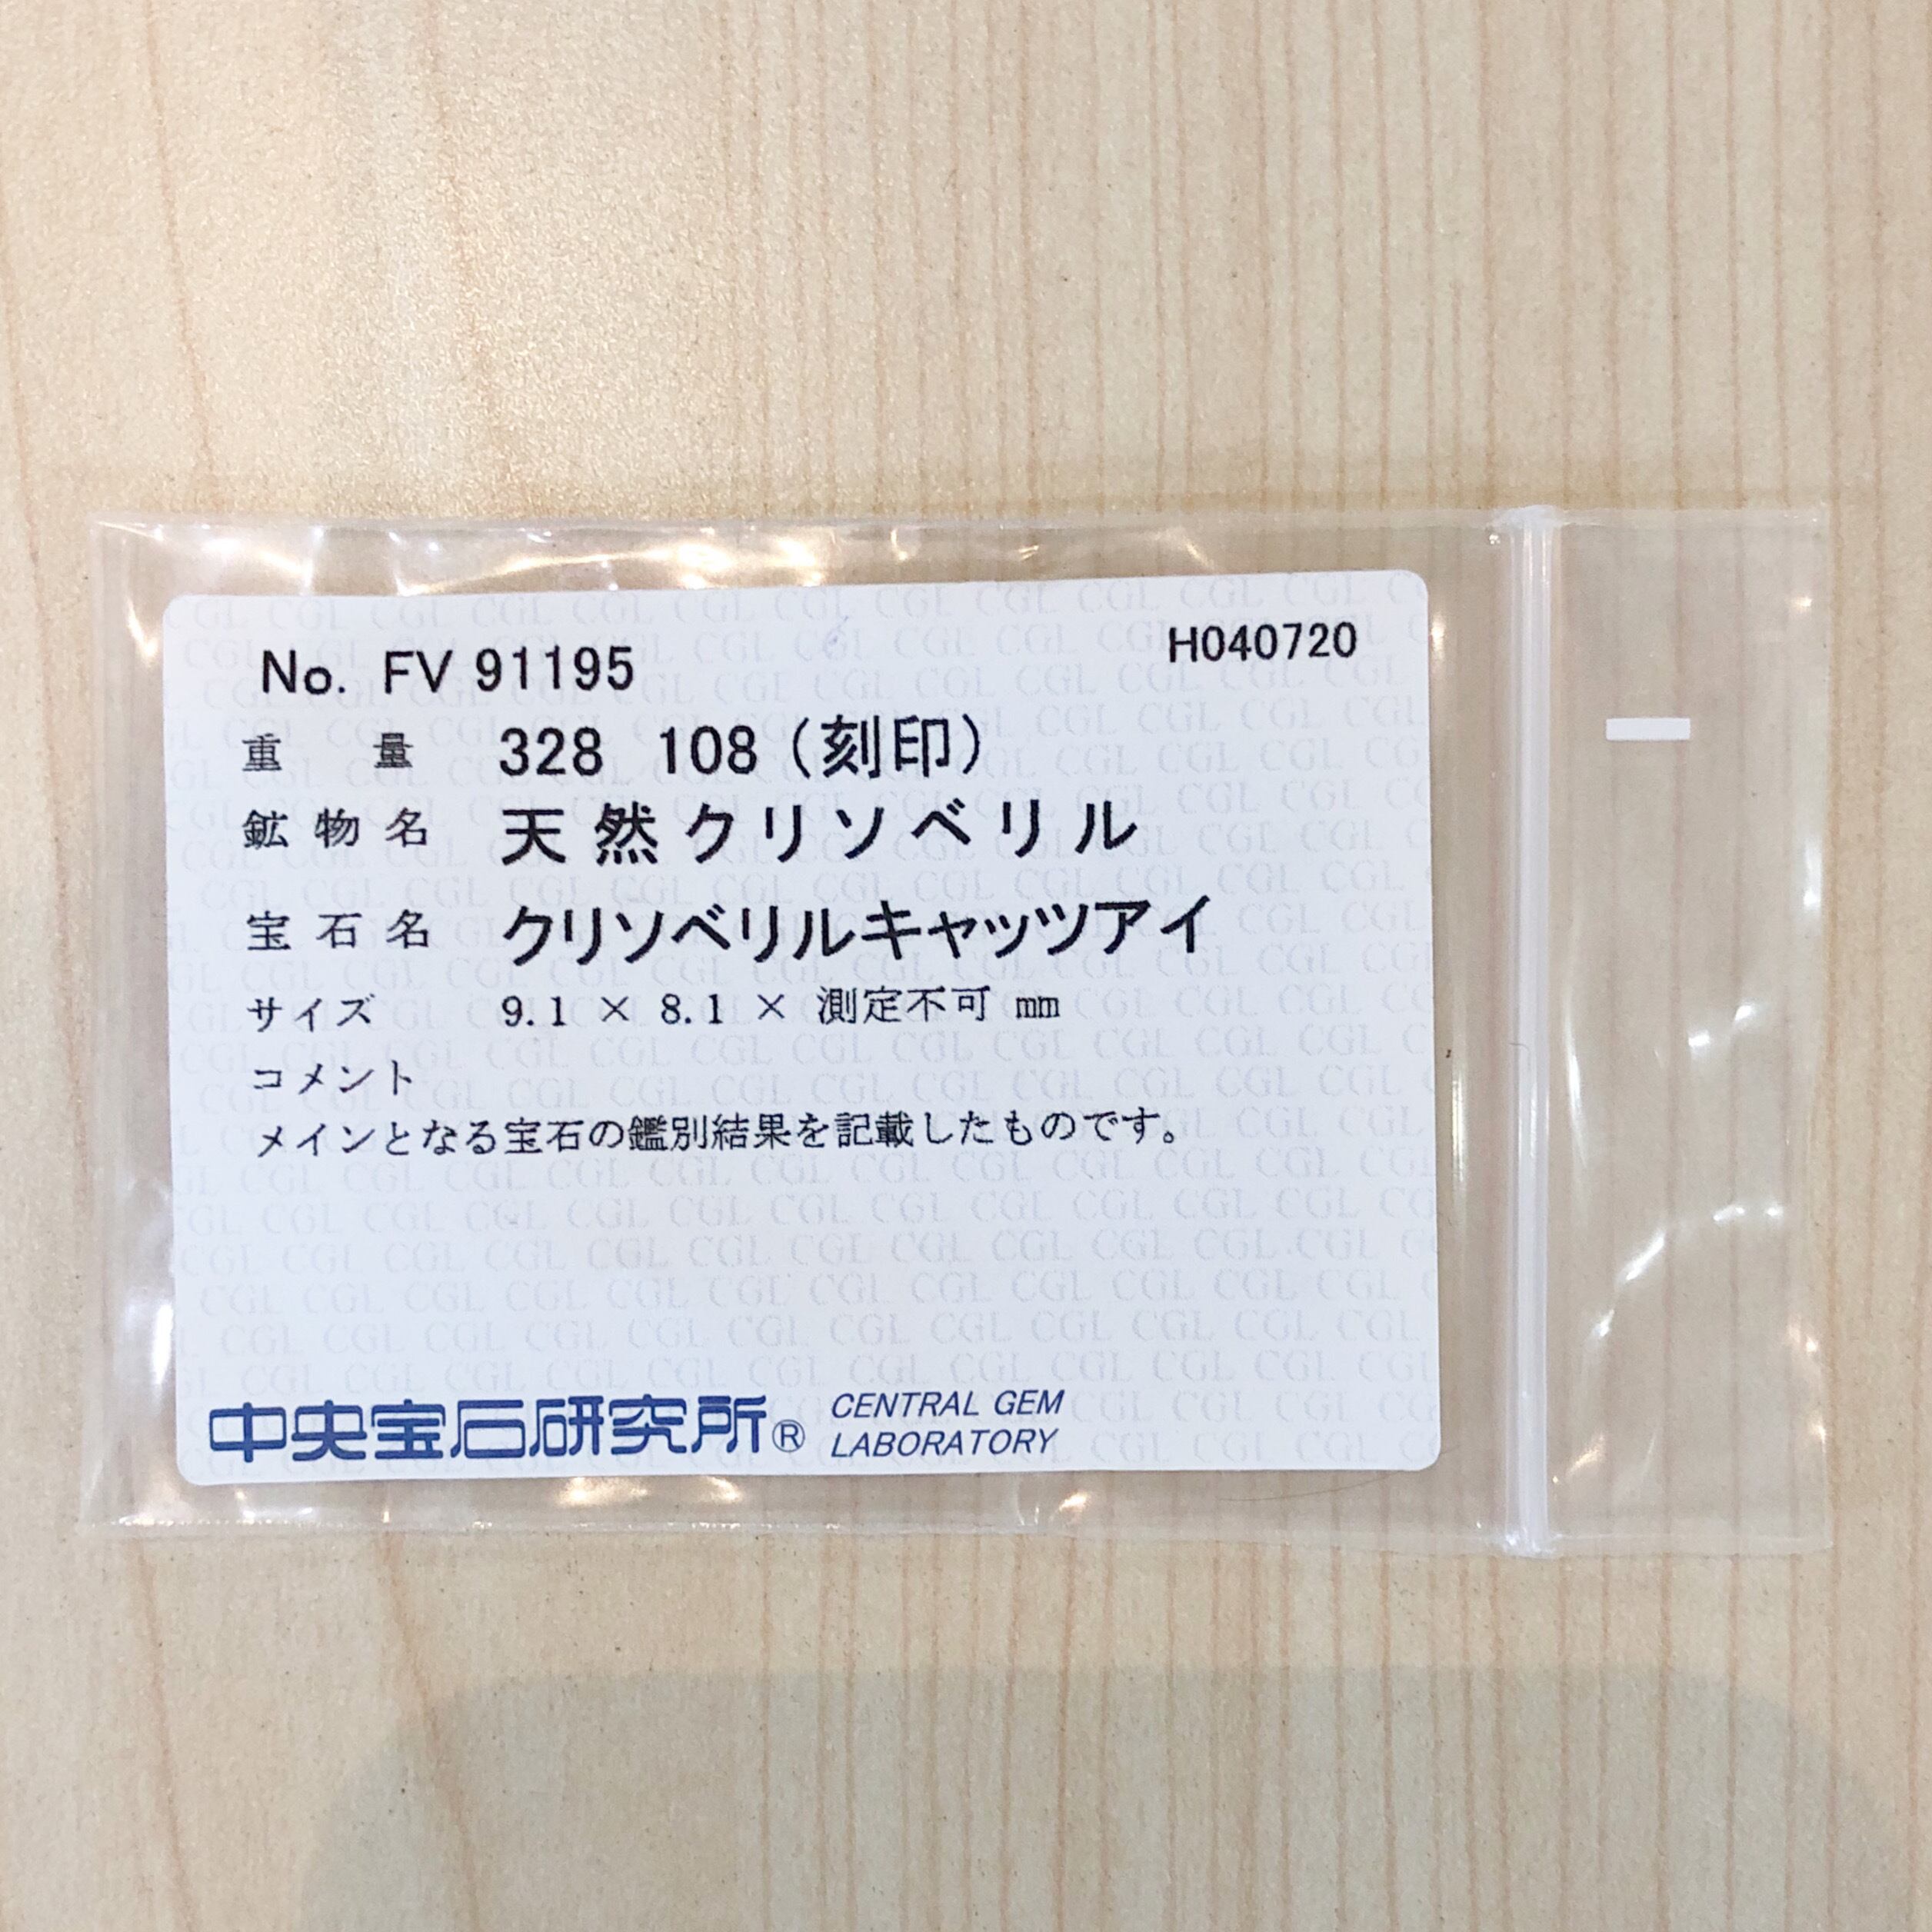 No. FV 91195
H040720
重量 328 108 (刻印)
鉱物名 天然クリソベリル
宝石名 クリソベリルキャッツアイ
サイズ 9.1 × 8.1 × 測定不可 mm
コメント
メインとなる宝石の鑑別結果を記載したものです。
中央宝石研究所® CENTRAL GEM
LABORATORY